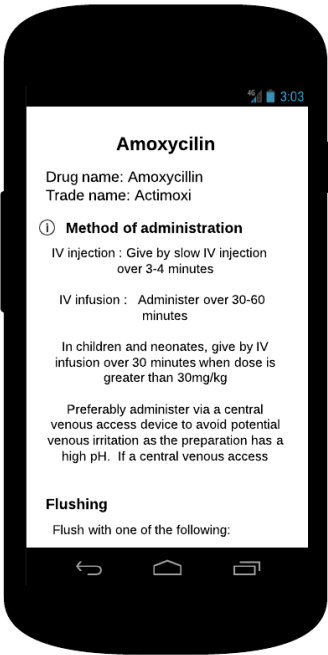 4G 3:03
Amoxycilin
Drug name: Amoxycillin
Trade name: Actimoxi
i Method of administration
IV injection : Give by slow IV injection
over 3-4 minutes
IV infusion : Administer over 30-60
minutes
In children and neonates, give by IV
infusion over 30 minutes when dose is
greater than 30mg/kg
Preferably administer via a central
venous access device to avoid potential
venous irritation as the preparation has a
high pH. If a central venous access
Flushing
Flush with one of the following: